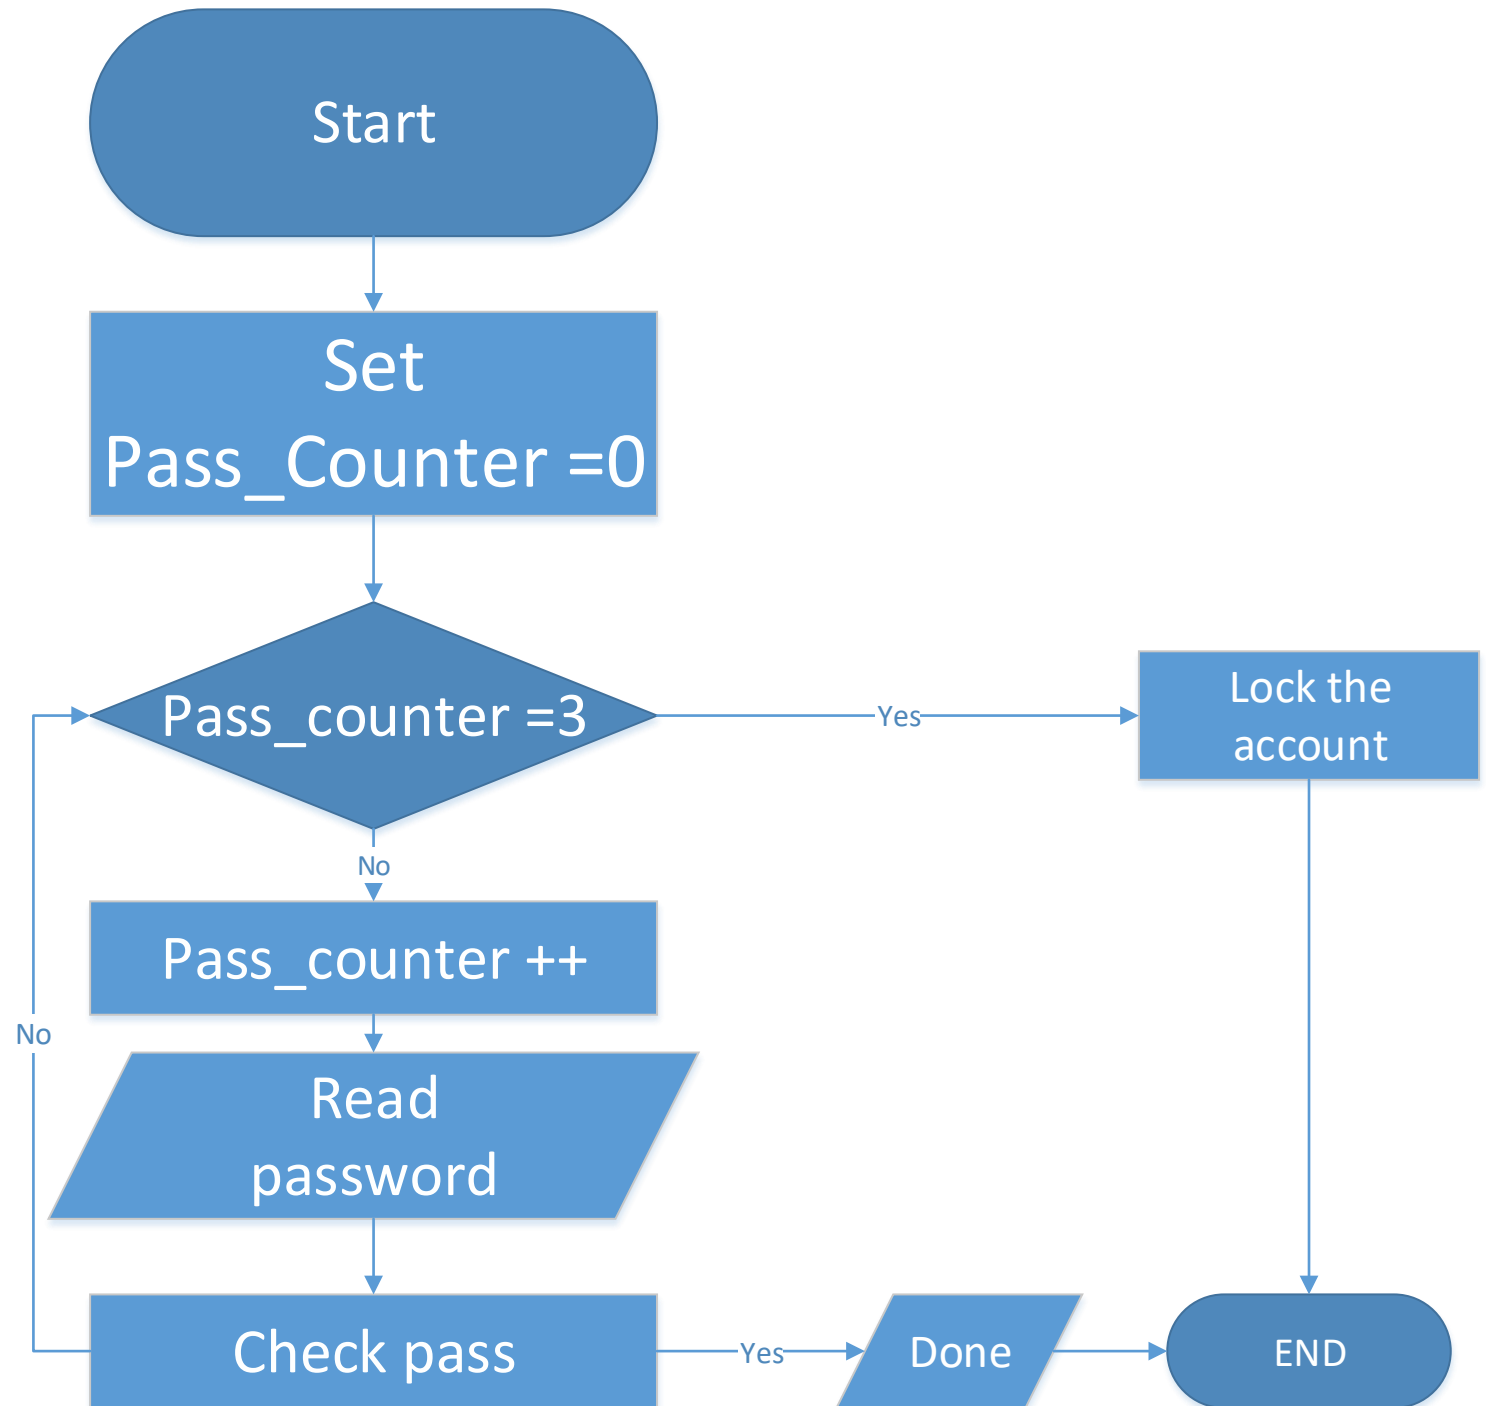 Start
Set
Pass_Counter =0
Pass_counter =3
Yes
Lock the
account
No
Pass_counter ++
No
Read
password
Check pass
Yes
Done
END